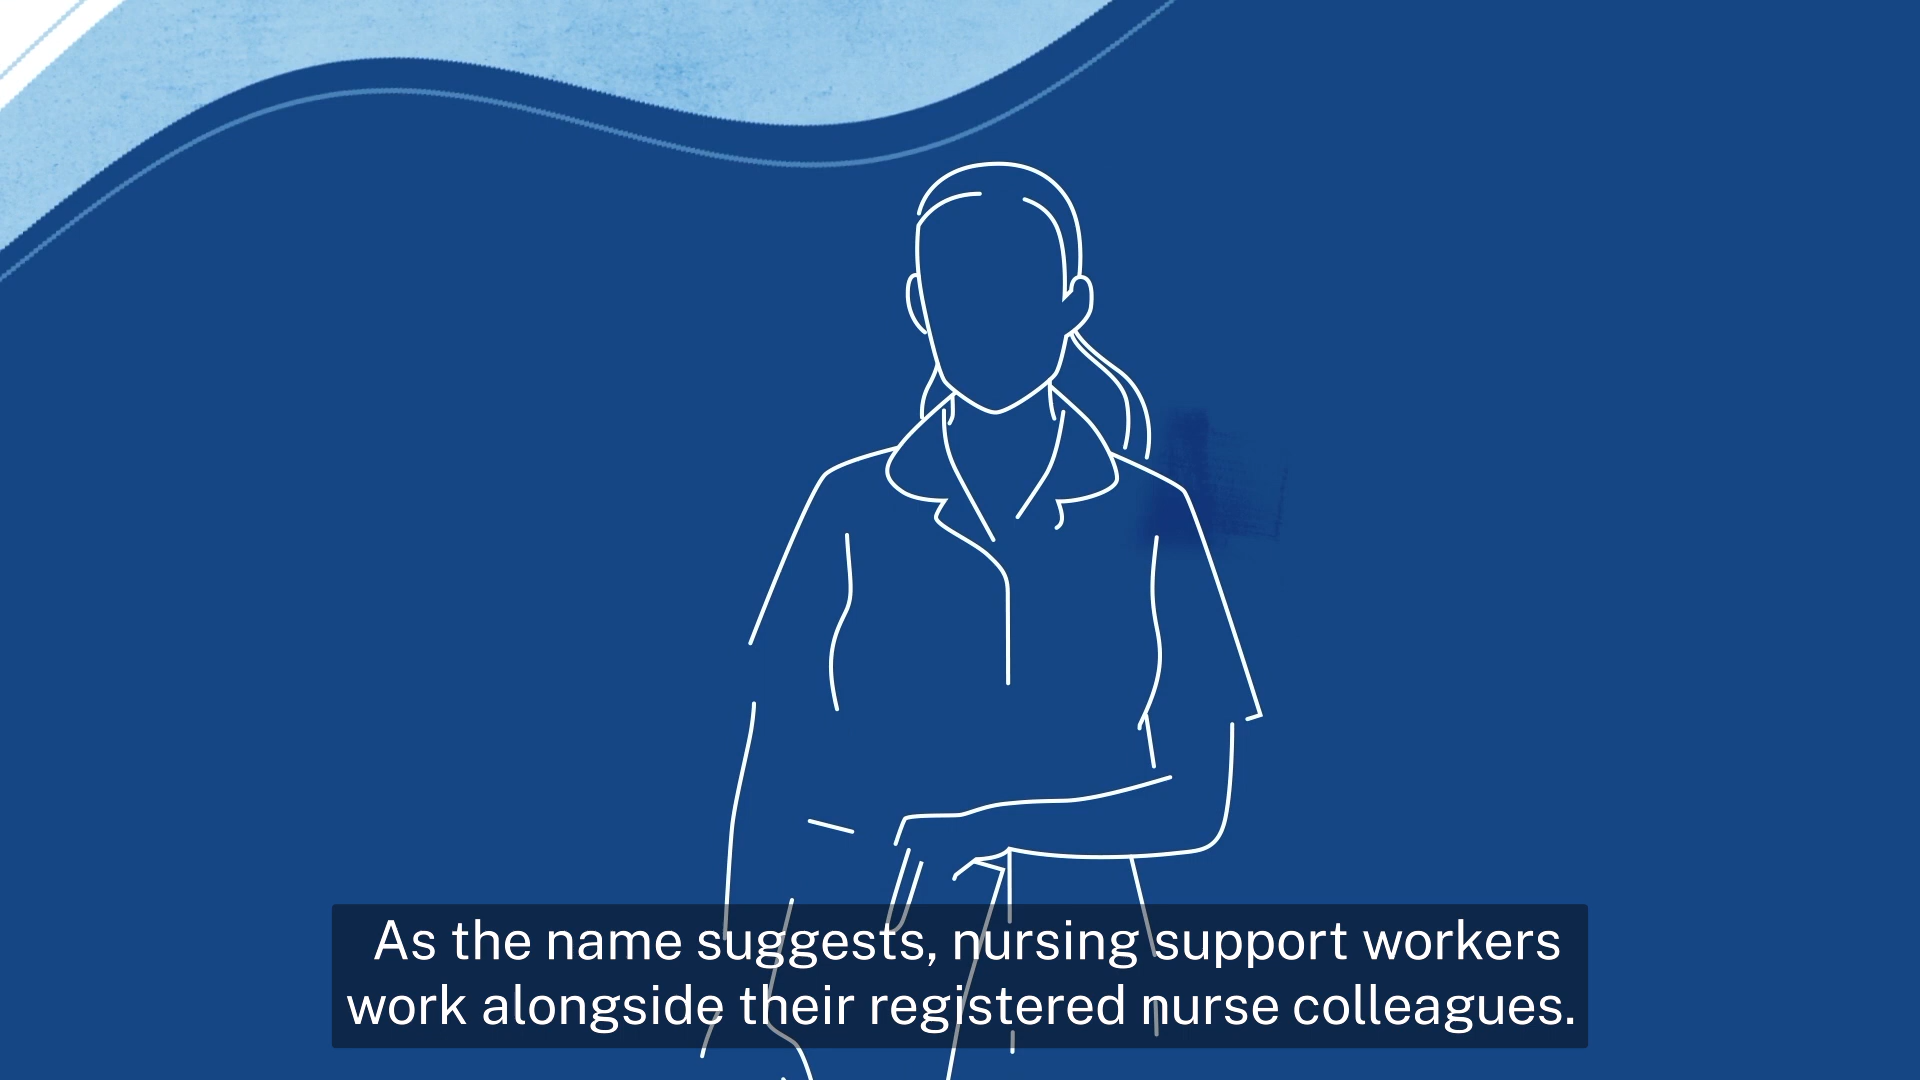 As the name suggests, nursing support workers
work alongside their registered nurse colleagues.